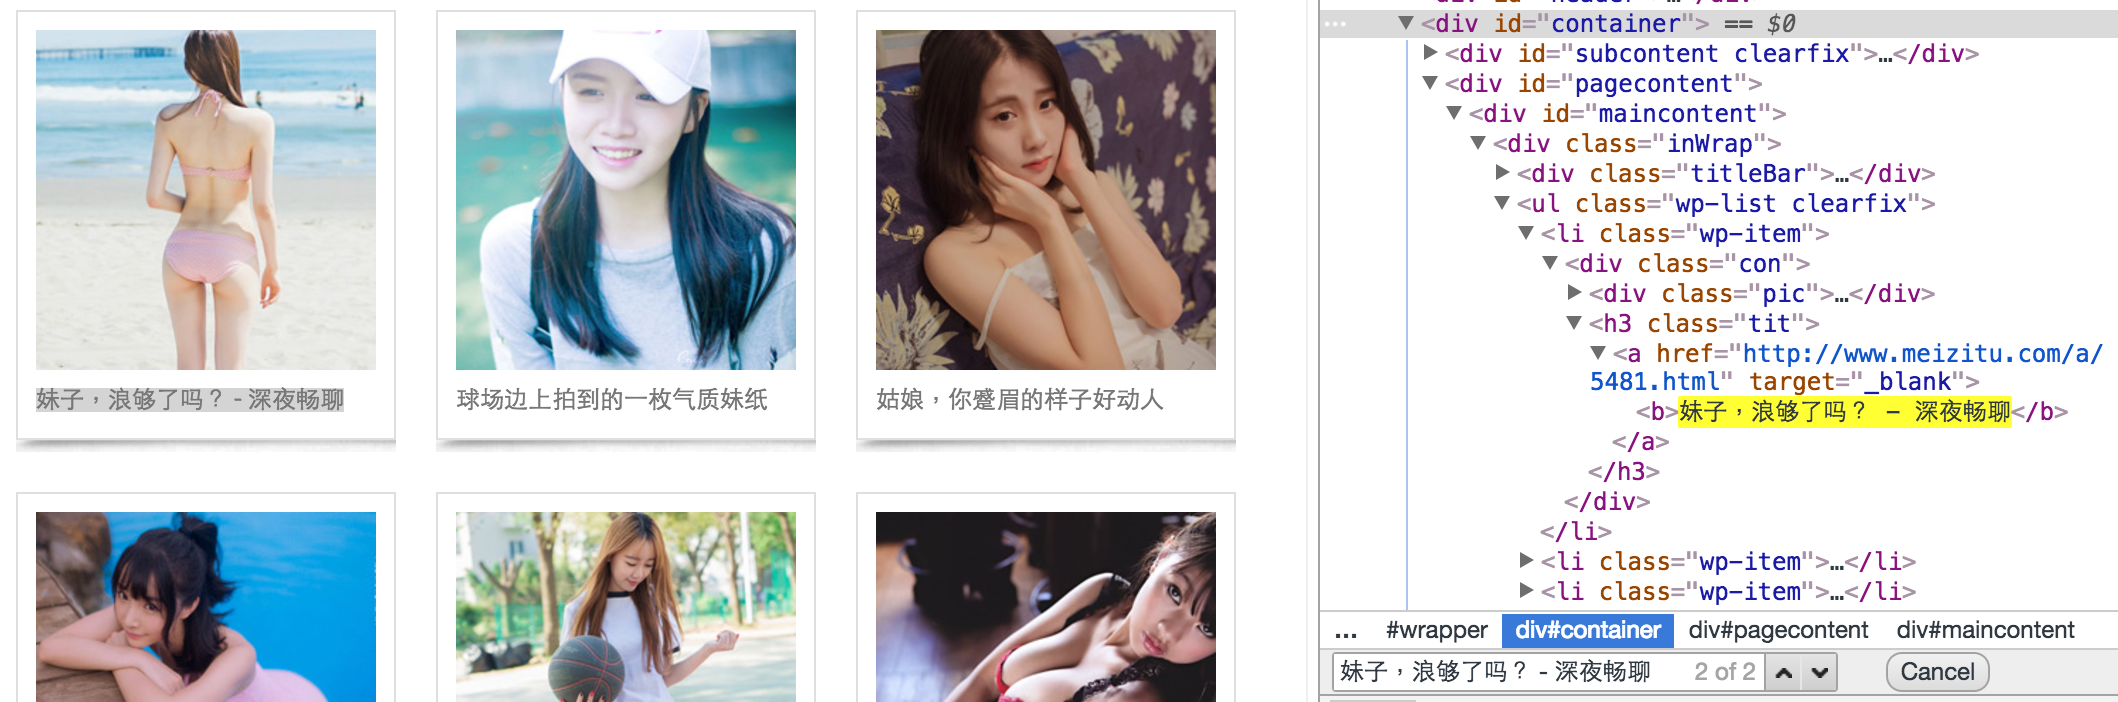 妹子，浪够了吗？ - 深夜畅聊
球场边上拍到的一枚气质妹纸
姑娘，你蹙眉的样子好动人
<div id="container"> == $0
<div id="subcontent clearfix">…</div>
<div id="pagecontent">
<div id="maincontent">
<div class="inWrap">
<div class="titleBar">…</div>
<ul class="wp-list clearfix">
<li class="wp-item">
<div class="con">
<div class="pic">…</div>
<h3 class="tit">
<a href="http://www.meizitu.com/a/
5481.html" target="_blank">
<b>妹子，浪够了吗？ – 深夜畅聊</b>
</a>
</h3>
</div>
</li>
<li class="wp-item">…</li>
<li class="wp-item">…</li>
... #wrapper div#container div#pagecontent div#maincontent
妹子，浪够了吗？ - 深夜畅聊 2 of 2 Cancel